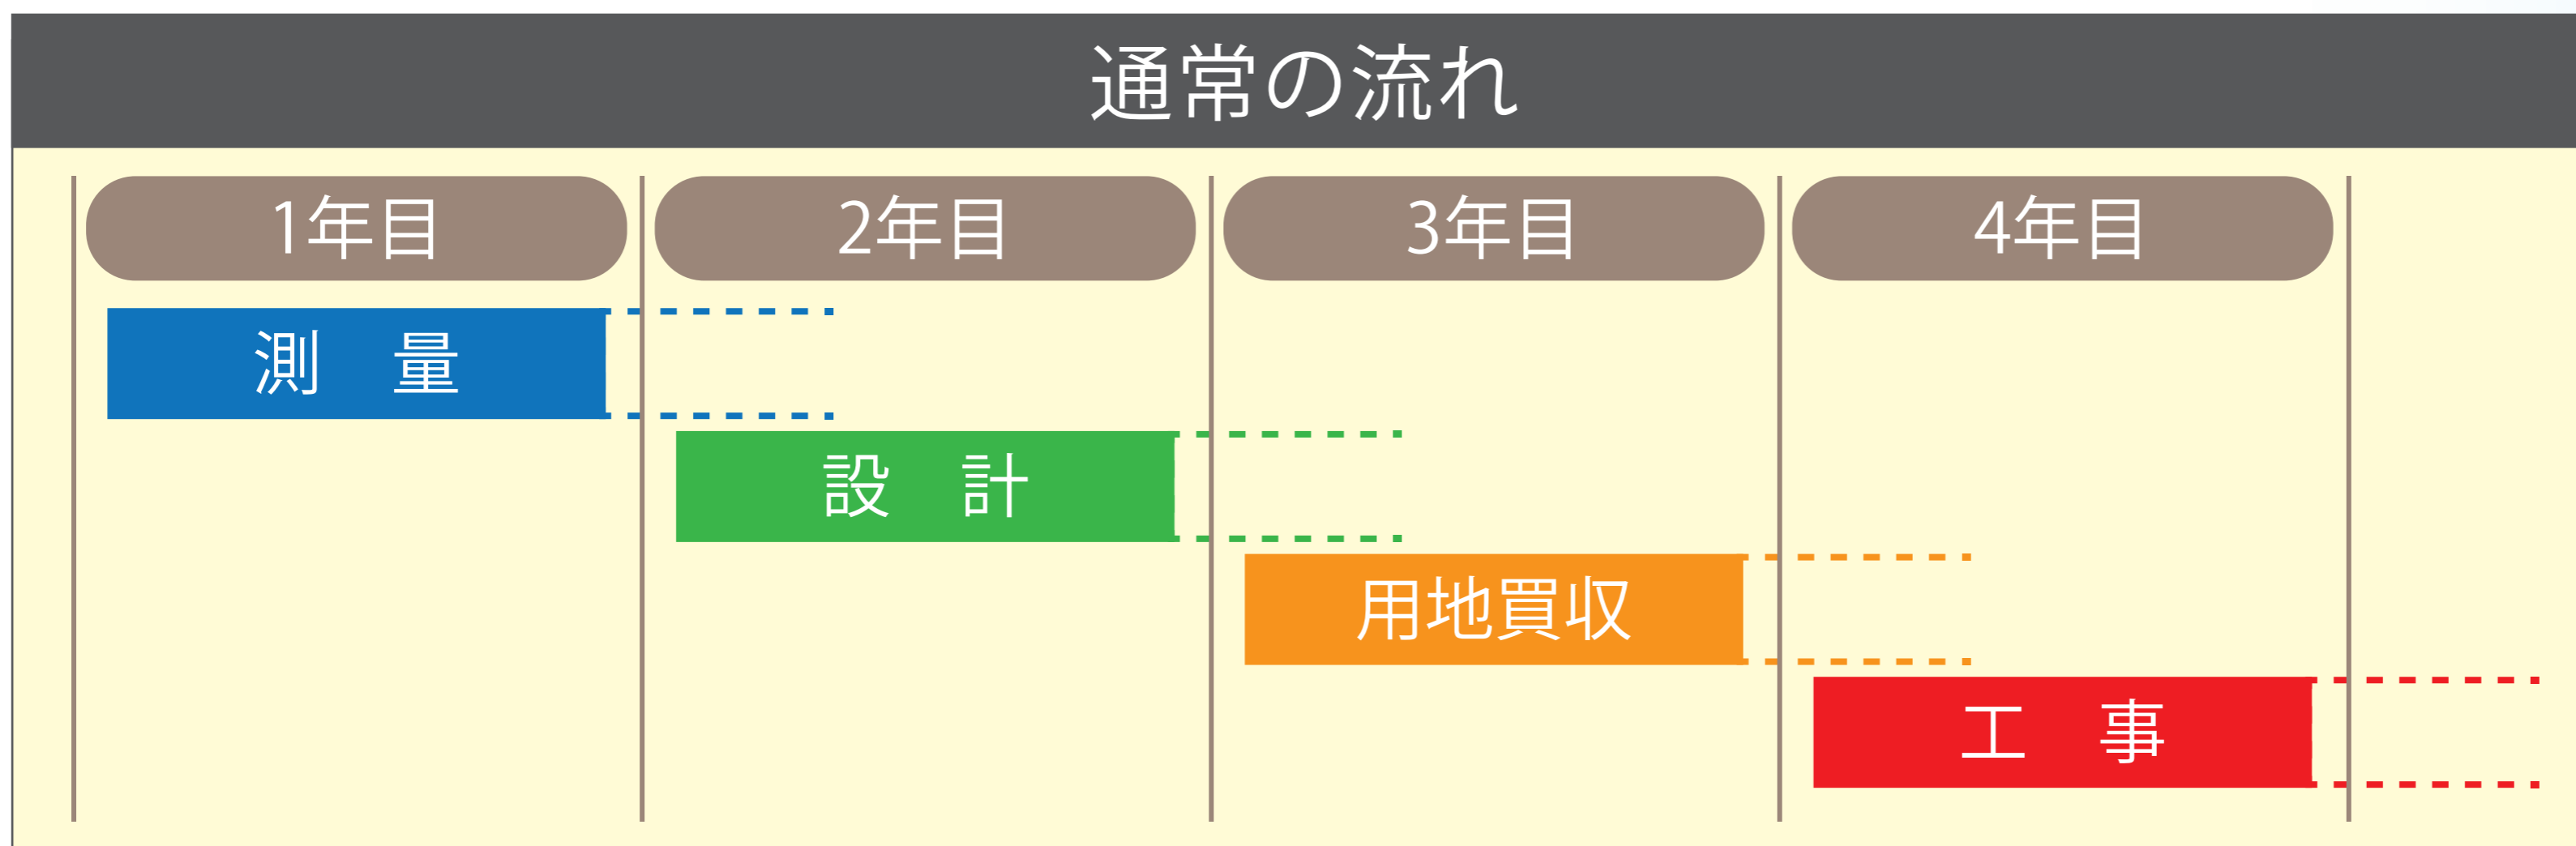 通常の流れ
1年目 2年目 3年目 4年目
測　量
設　計
用地買収
工　事